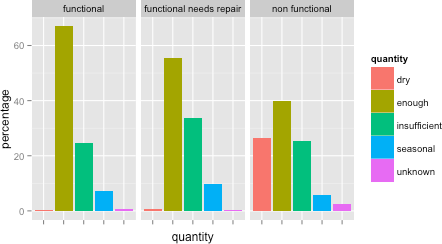 functional functional needs repair non functional
percentage
60
40
20
0
quantity
quantity
dry
enough
insufficient
seasonal
unknown